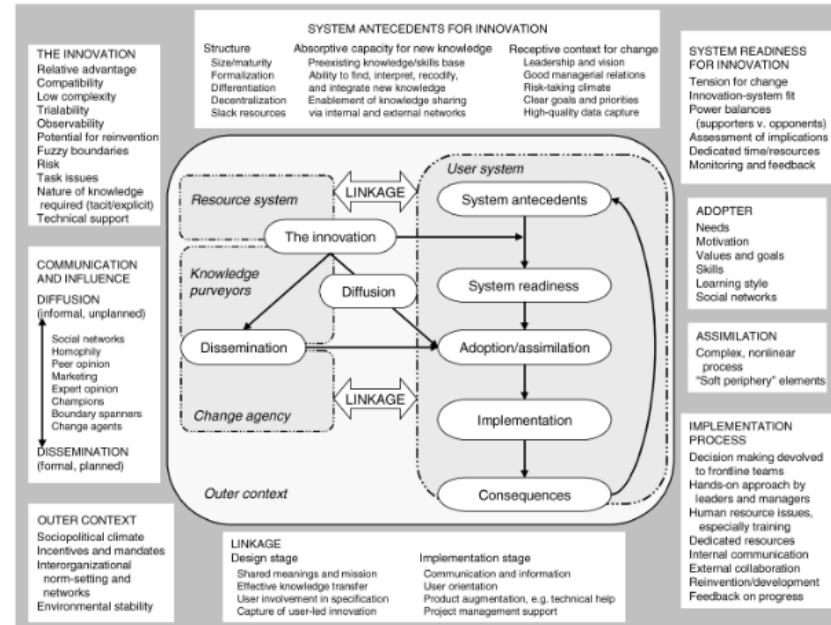 SYSTEM ANTECEDENTS FOR INNOVATION
Structure
Size/maturity
Formalization
Differentiation
Decentralization
Slack resources
Absorptive capacity for new knowledge
Preexisting knowledge/skills base
Ability to find, interpret, recodify,
and integrate new knowledge
Enablement of knowledge sharing
via internal and external networks
Receptive context for change
Leadership and vision
Good managerial relations
Risk-taking climate
Clear goals and priorities
High-quality data capture
THE INNOVATION
Relative advantage
Compatibility
Low complexity
Trialability
Observability
Potential for reinvention
Fuzzy boundaries
Risk
Task issues
Nature of knowledge
required (tacit/explicit)
Technical support
COMMUNICATION
AND INFLUENCE
DIFFUSION
(informal, unplanned)
Social networks
Homophily
Peer opinion
Marketing
Expert opinion
Champions
Boundary spanners
Change agents
DISSEMINATION
(formal, planned)
OUTER CONTEXT
Sociopolitical climate
Incentives and mandates
Interorganizational
norm-setting and
networks
Environmental stability
Resource system
LINKAGE
User system
System antecedents
The innovation
Knowledge
purveyors
Diffusion
System readiness
Dissemination
Adoption/assimilation
Change agency
LINKAGE
Implementation
Outer context
Consequences
LINKAGE
Design stage
Shared meanings and mission
Effective knowledge transfer
User involvement in specification
Capture of user-led innovation
Implementation stage
Communication and information
User orientation
Product augmentation, e.g. technical help
Project management support
SYSTEM READINESS
FOR INNOVATION
Tension for change
Innovation-system fit
Power balances
(supporters v. opponents)
Assessment of implications
Dedicated time/resources
Monitoring and feedback
ADOPTER
Needs
Motivation
Values and goals
Skills
Learning style
Social networks
ASSIMILATION
Complex, nonlinear
process
"Soft periphery" elements
IMPLEMENTATION
PROCESS
Decision making devolved
to frontline teams
Hands-on approach by
leaders and managers
Human resource issues,
especially training
Dedicated resources
Internal communication
External collaboration
Reinvention/development
Feedback on progress